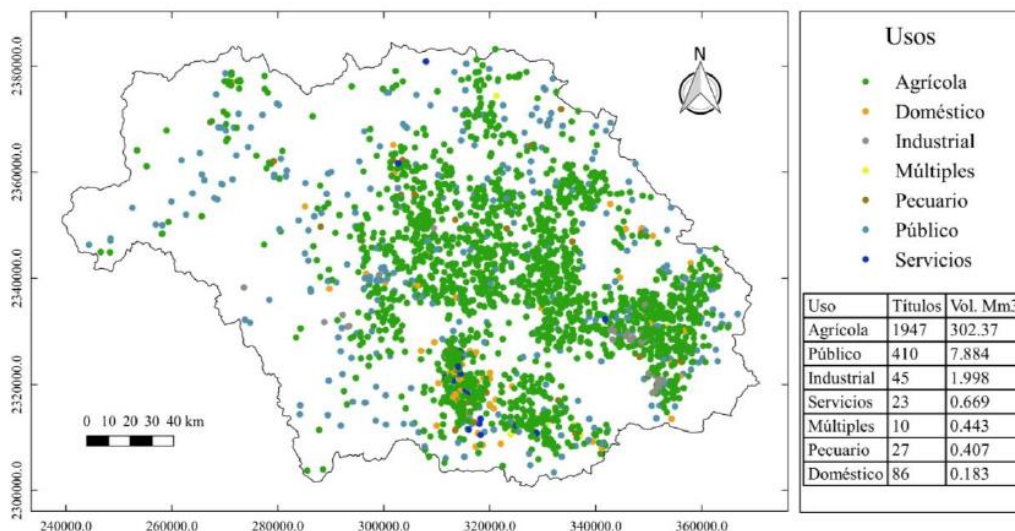 2380000.0
2360000.0
2340000.0
2320000.0
2300000.0
240000.0 260000.0 280000.0 300000.0 320000.0 340000.0 360000.0
N
0 10 20 30 40 km
Usos
Agrícola
Doméstico
Industrial
Múltiples
Pecuario
Público
Servicios
Uso Titulos Vol. Mm3
Agrícola 1947 302.37
Público 410 7.884
Industrial 45 1.998
Servicios 23 0.669
Múltiples 10 0.443
Pecuario 27 0.407
Doméstico 86 0.183